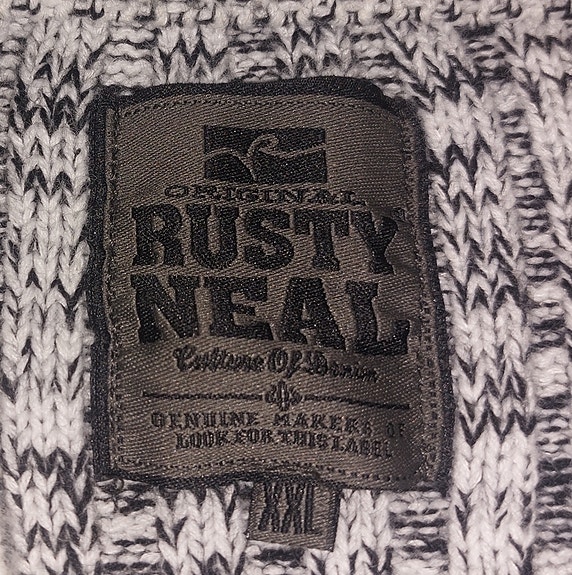 ORIGINAL
RUSTY
NEAL
Culture Of Denim
GENUINE MAKERS OF
LOOK FOR THIS LABEL
XXL